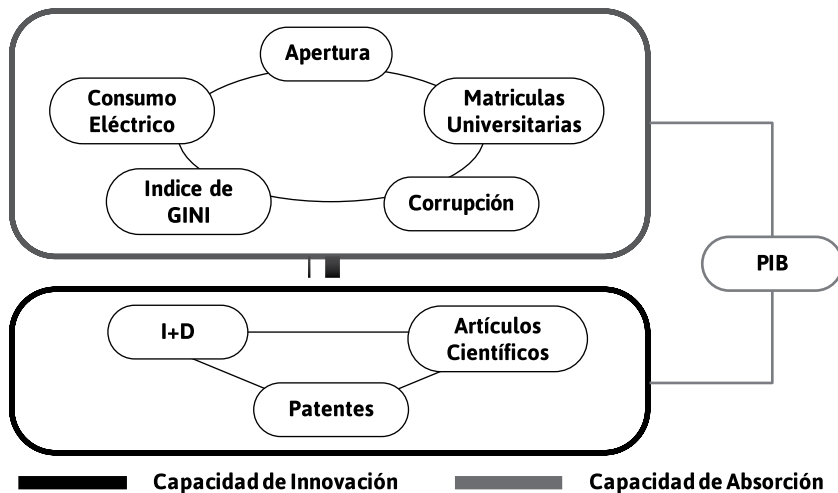 Apertura
Consumo
Eléctrico
Matriculas
Universitarias
Indice de
GINI
Corrupción
PIB
I+D
Artículos
Científicos
Patentes
Capacidad de Innovación
Capacidad de Absorción